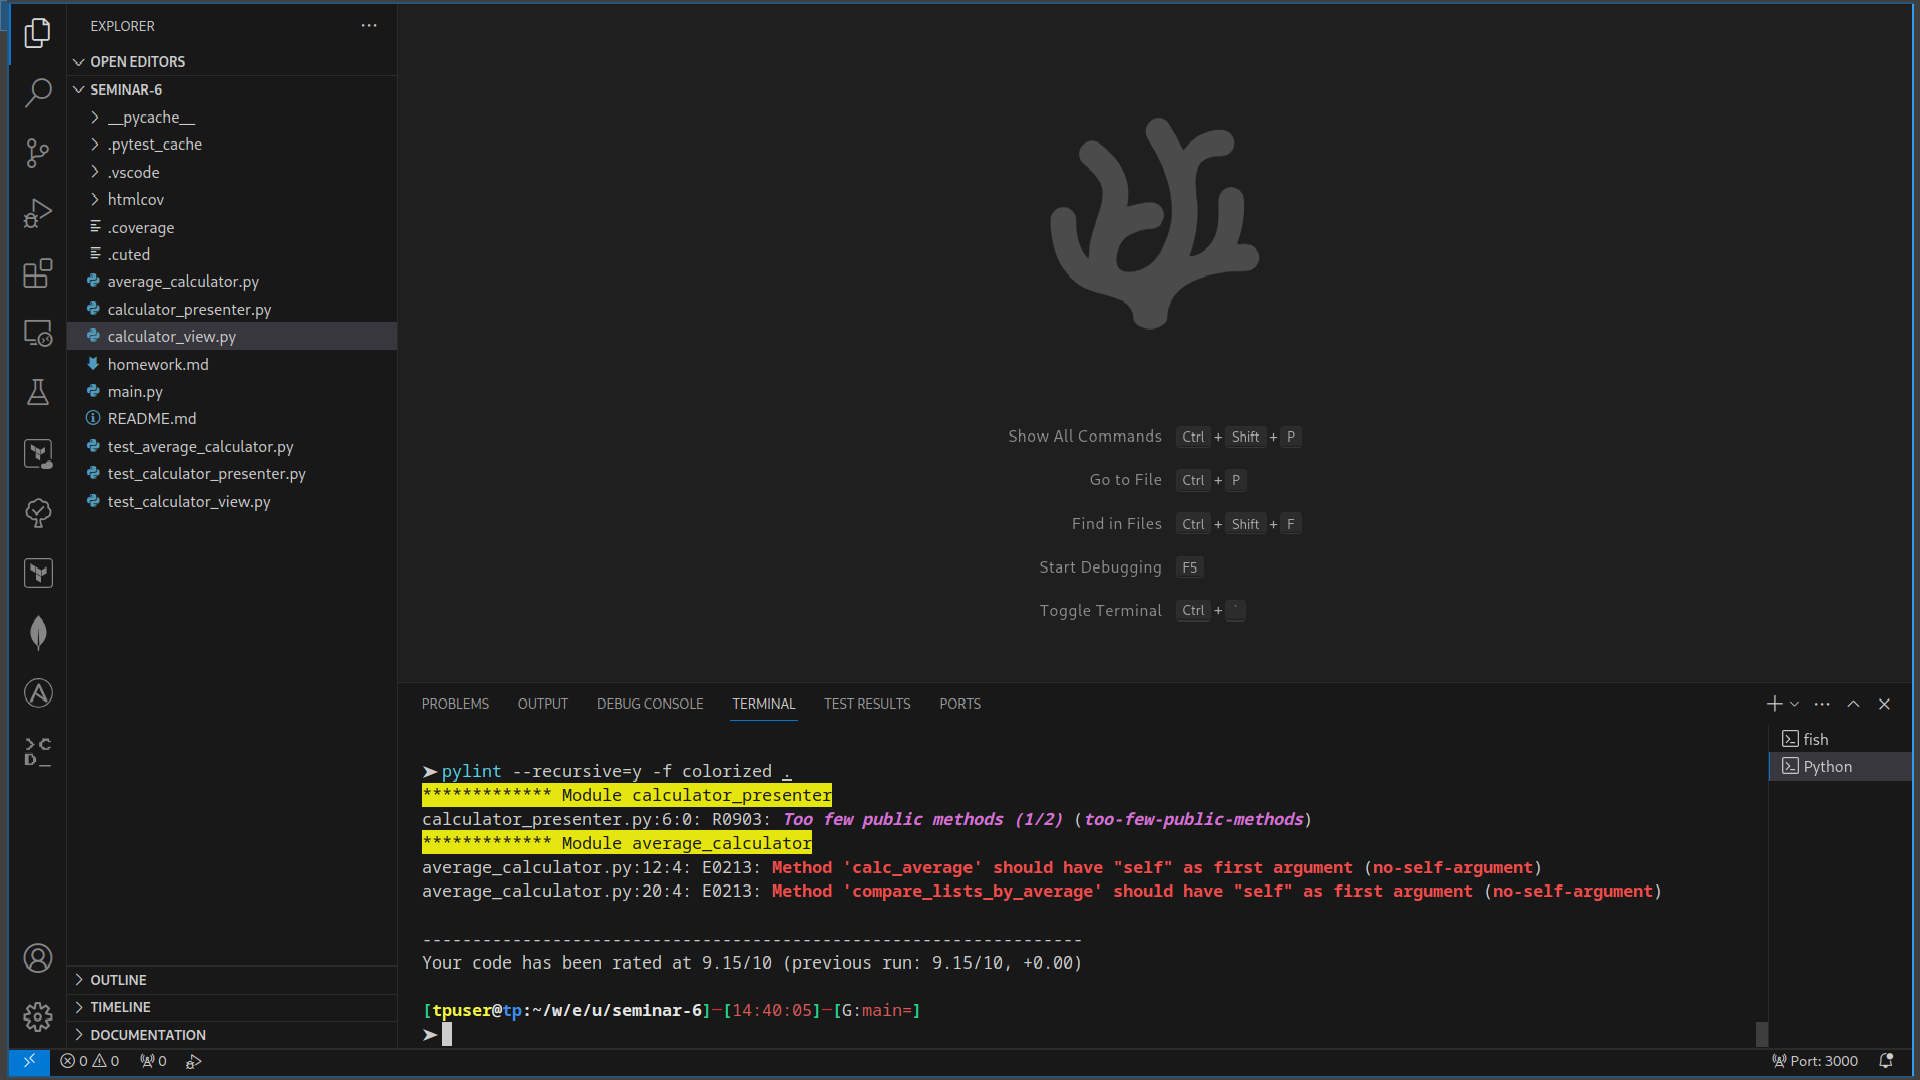 EXPLORER
OPEN EDITORS
SEMINAR-6
__pycache__
.pytest_cache
.vscode
htmlcov
.coverage
.cuted
average_calculator.py
calculator_presenter.py
calculator_view.py
homework.md
main.py
README.md
test_average_calculator.py
test_calculator_presenter.py
test_calculator_view.py
OUTLINE
TIMELINE
DOCUMENTATION
Show All Commands Ctrl + Shift + P
Go to File Ctrl + P
Find in Files Ctrl + Shift + F
Start Debugging F5
Toggle Terminal Ctrl + `
PROBLEMS OUTPUT DEBUG CONSOLE TERMINAL TEST RESULTS PORTS
fish
Python
➤ pylint --recursive=y -f colorized .
************* Module calculator_presenter
calculator_presenter.py:6:0: R0903: Too few public methods (1/2) (too-few-public-methods)
************* Module average_calculator
average_calculator.py:12:4: E0213: Method 'calc_average' should have "self" as first argument (no-self-argument)
average_calculator.py:20:4: E0213: Method 'compare_lists_by_average' should have "self" as first argument (no-self-argument)
------------------------------------------------------------------
Your code has been rated at 9.15/10 (previous run: 9.15/10, +0.00)
[tpuser@tp:~/w/e/u/seminar-6]─[14:40:05]─[G:main=]
➤
0 0 0 Port: 3000